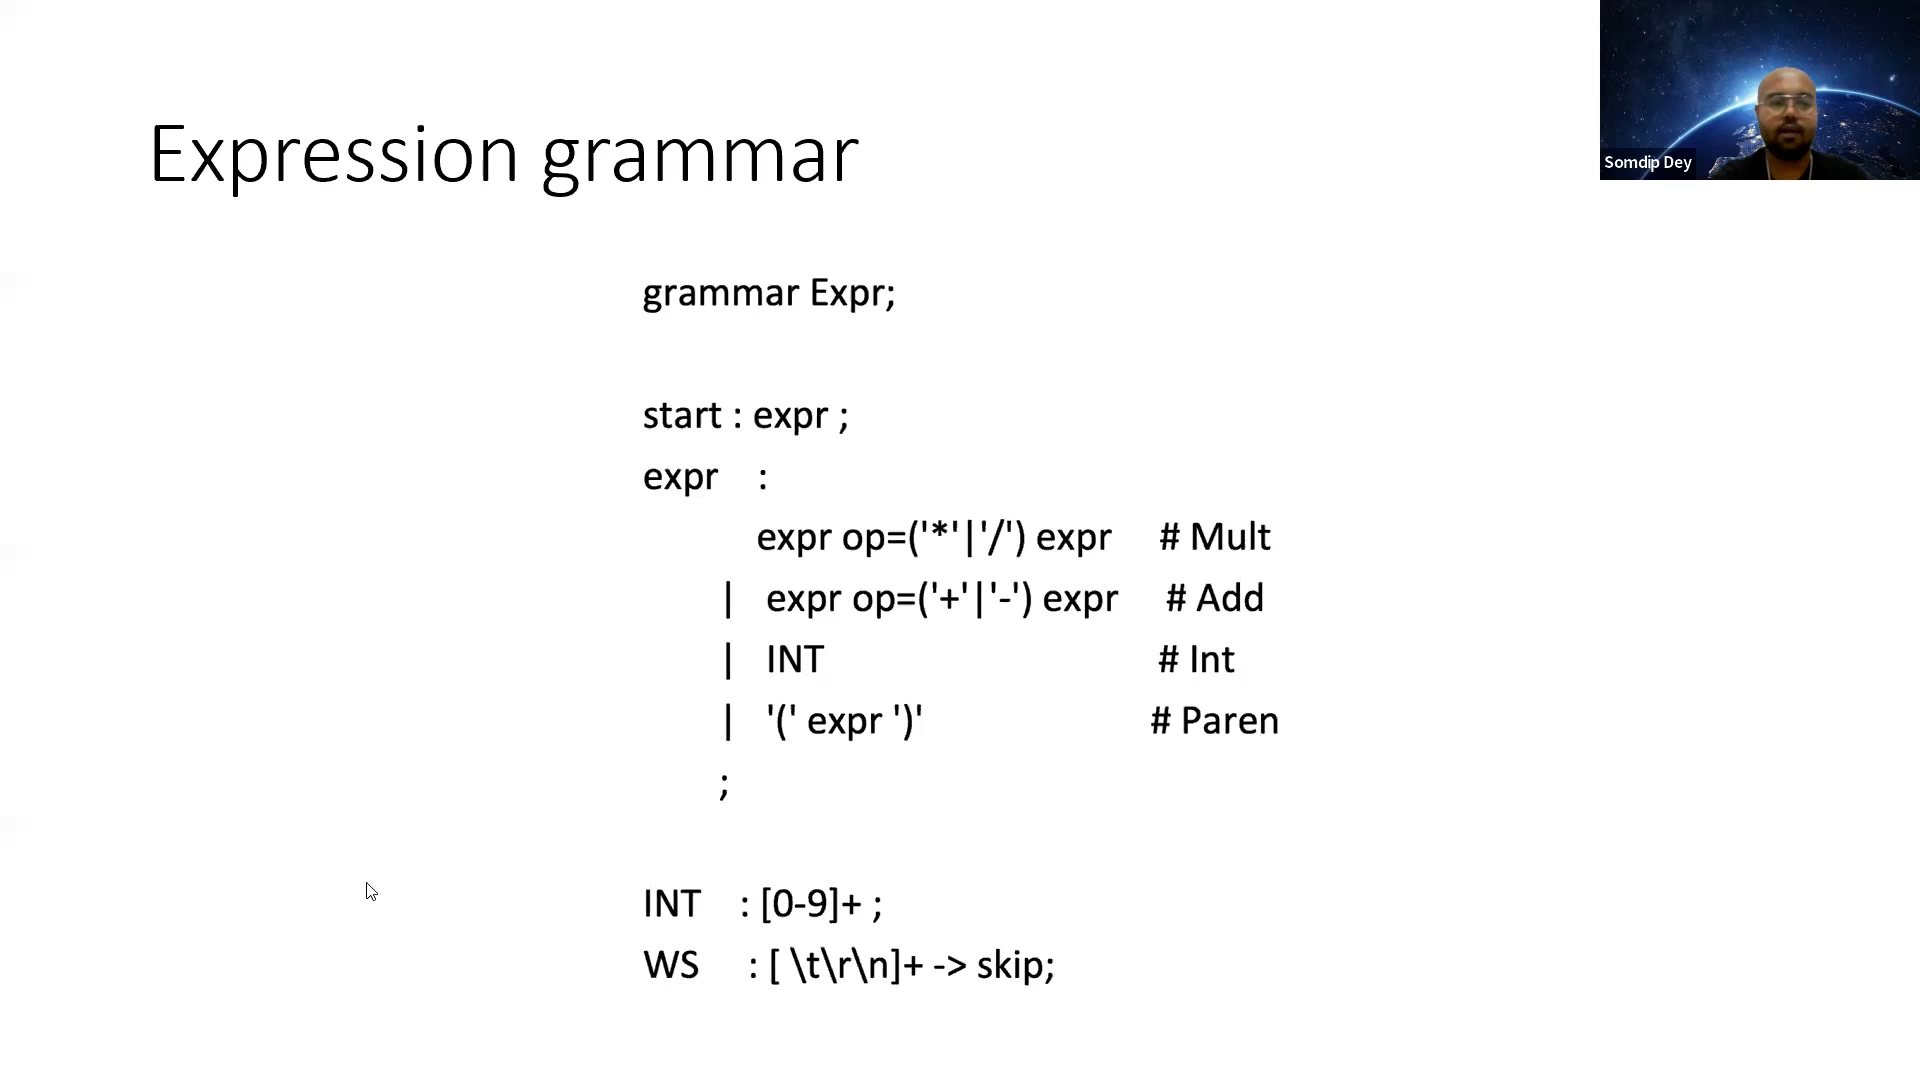 Expression grammar
Somdip Dey
grammar Expr;
start : expr ;
expr :
expr op=('*'|'/') expr # Mult
| expr op=('+'|'-') expr # Add
| INT # Int
| '(' expr ')' # Paren
;
INT : [0-9]+ ;
WS : [ \t\r\n]+ -> skip;